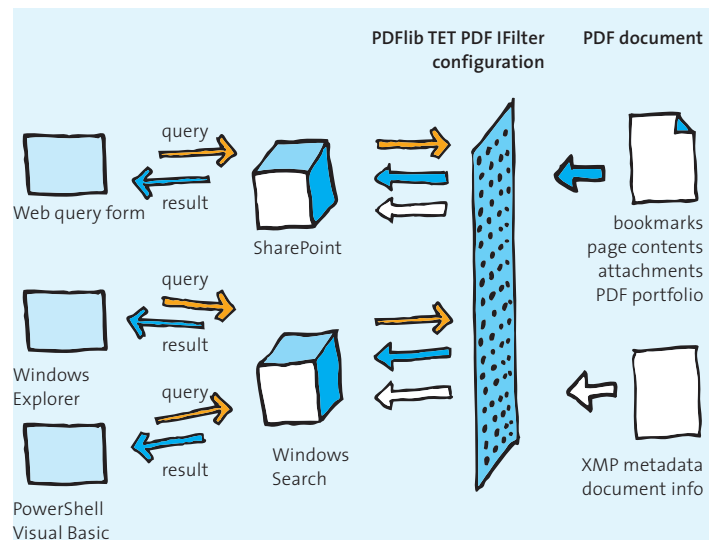 PDFlib TET PDF IFilter
configuration
PDF document
query
result
Web query form
SharePoint
bookmarks
page contents
attachments
PDF portfolio
query
result
Windows
Explorer
query
result
Windows
Search
PowerShell
Visual Basic
XMP metadata
document info